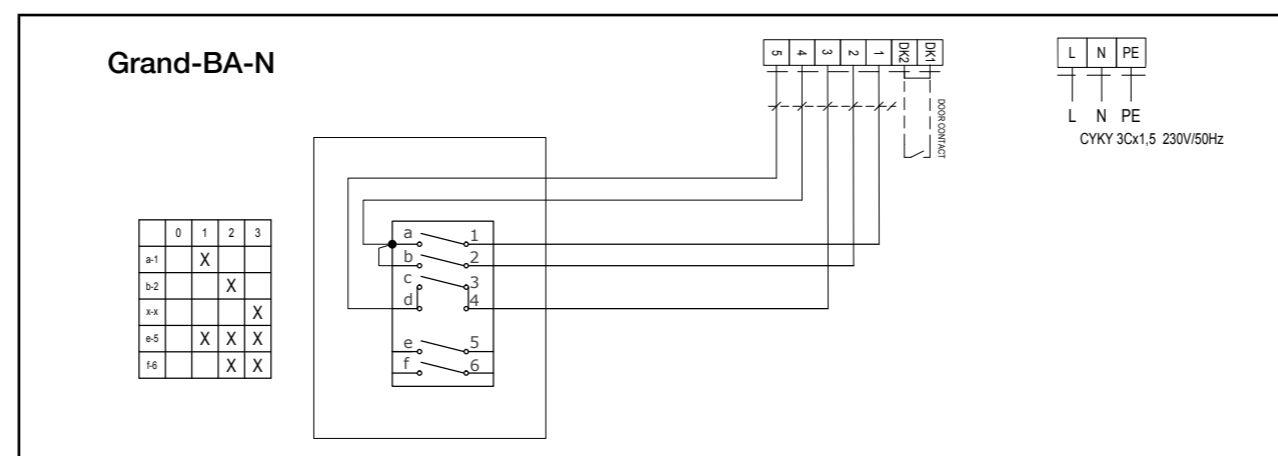 Grand-BA-N
5 4 3 2 1 DK2 DK1
DOOR CONTACT
L N PE
L N PE
CYKY 3Cx1,5 230V/50Hz
0 1 2 3
a-1 X
b-2 X
x-x X
e-5 X X X
f-6 X X
a 1
b 2
c 3
d 4
e 5
f 6